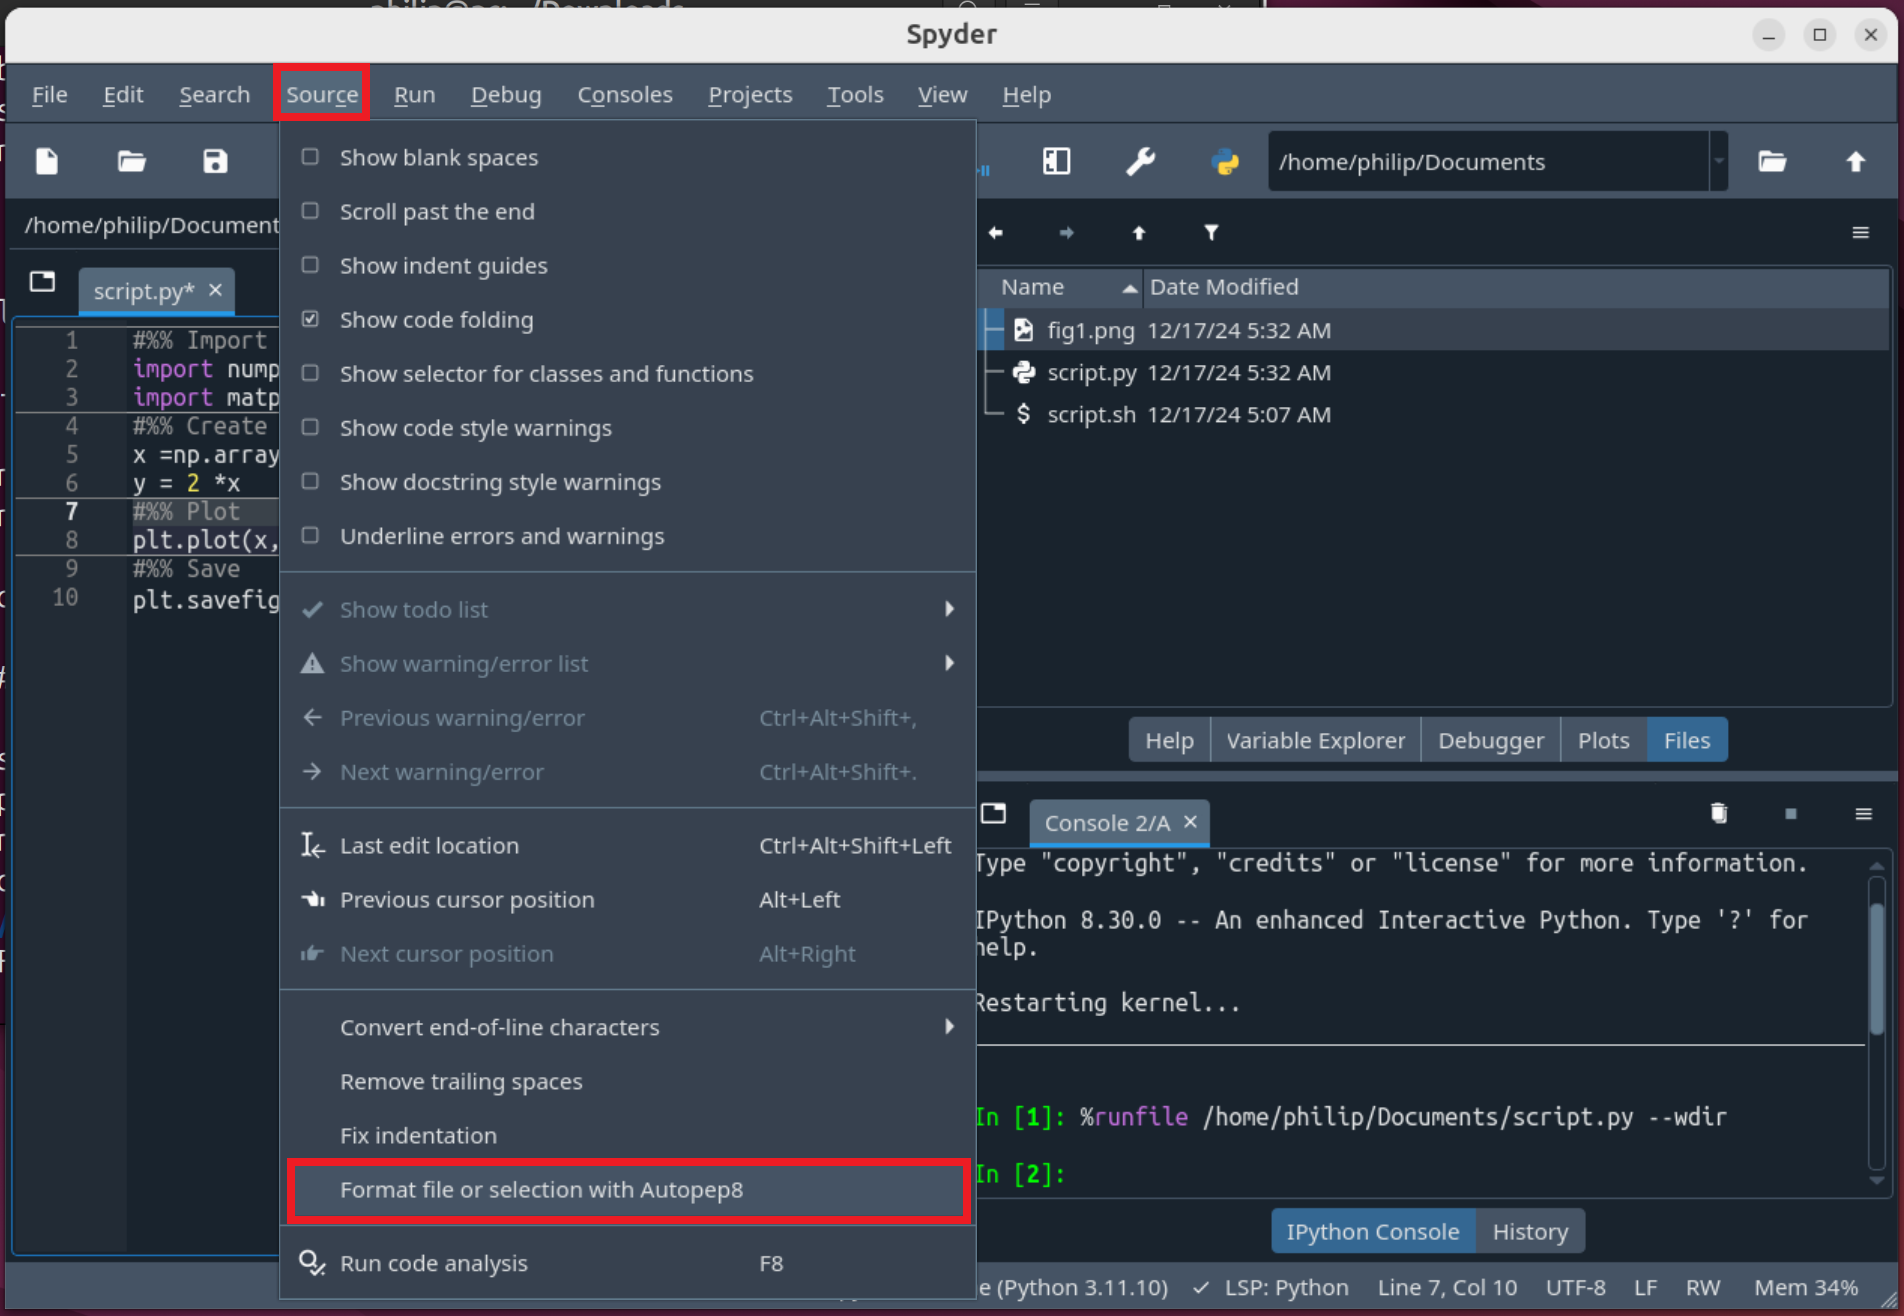 Spyder
File Edit Search Source Run Debug Consoles Projects Tools View Help
/home/philip/Documents
/home/philip/Document
script.py*
1 #%% Import
2 import nump
3 import matp
4 #%% Create
5 x =np.array
6 y = 2 *x
7 #%% Plot
8 plt.plot(x,
9 #%% Save
10 plt.savefig
Show blank spaces
Scroll past the end
Show indent guides
Show code folding
Show selector for classes and functions
Show code style warnings
Show docstring style warnings
Underline errors and warnings
Show todo list
Show warning/error list
Previous warning/error Ctrl+Alt+Shift+,
Next warning/error Ctrl+Alt+Shift+.
Last edit location Ctrl+Alt+Shift+Left
Previous cursor position Alt+Left
Next cursor position Alt+Right
Convert end-of-line characters
Remove trailing spaces
Fix indentation
Format file or selection with Autopep8
Run code analysis F8
Name Date Modified
fig1.png 12/17/24 5:32 AM
script.py 12/17/24 5:32 AM
script.sh 12/17/24 5:07 AM
Help Variable Explorer Debugger Plots Files
Console 2/A
Type "copyright", "credits" or "license" for more information.
IPython 8.30.0 -- An enhanced Interactive Python. Type '?' for
help.
Restarting kernel...
In [1]: %runfile /home/philip/Documents/script.py --wdir
In [2]:
IPython Console History
e (Python 3.11.10) LSP: Python Line 7, Col 10 UTF-8 LF RW Mem 34%